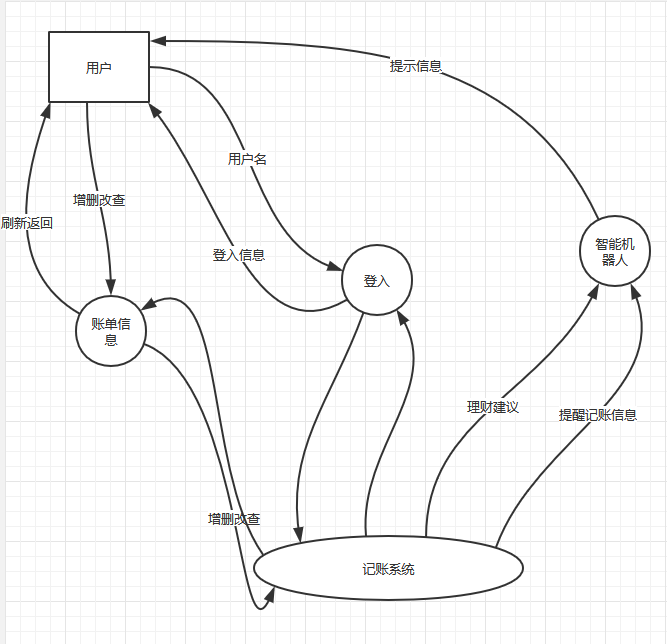 用户
提示信息
用户名
增删改查
刷新返回
登入信息
智能机
器人
登入
账单信
息
理财建议
提醒记账信息
增删改查
记账系统